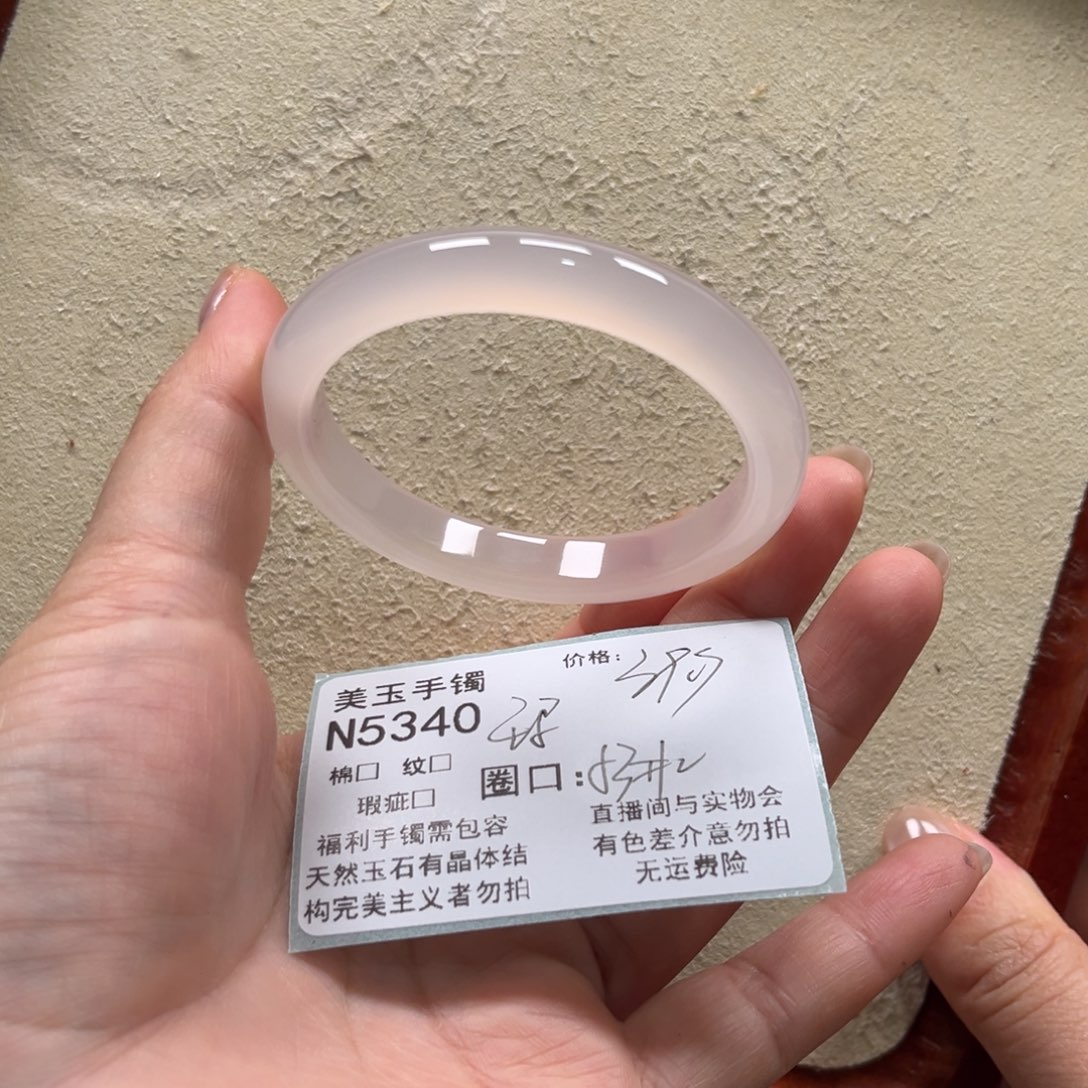 价格:
美玉手镯
N5340
棉□ 纹□
圈口:
瑕疵□
福利手镯需包容
天然玉石有晶体结
构完美主义者勿拍
直播间与实物会
有色差介意勿拍
无运费险